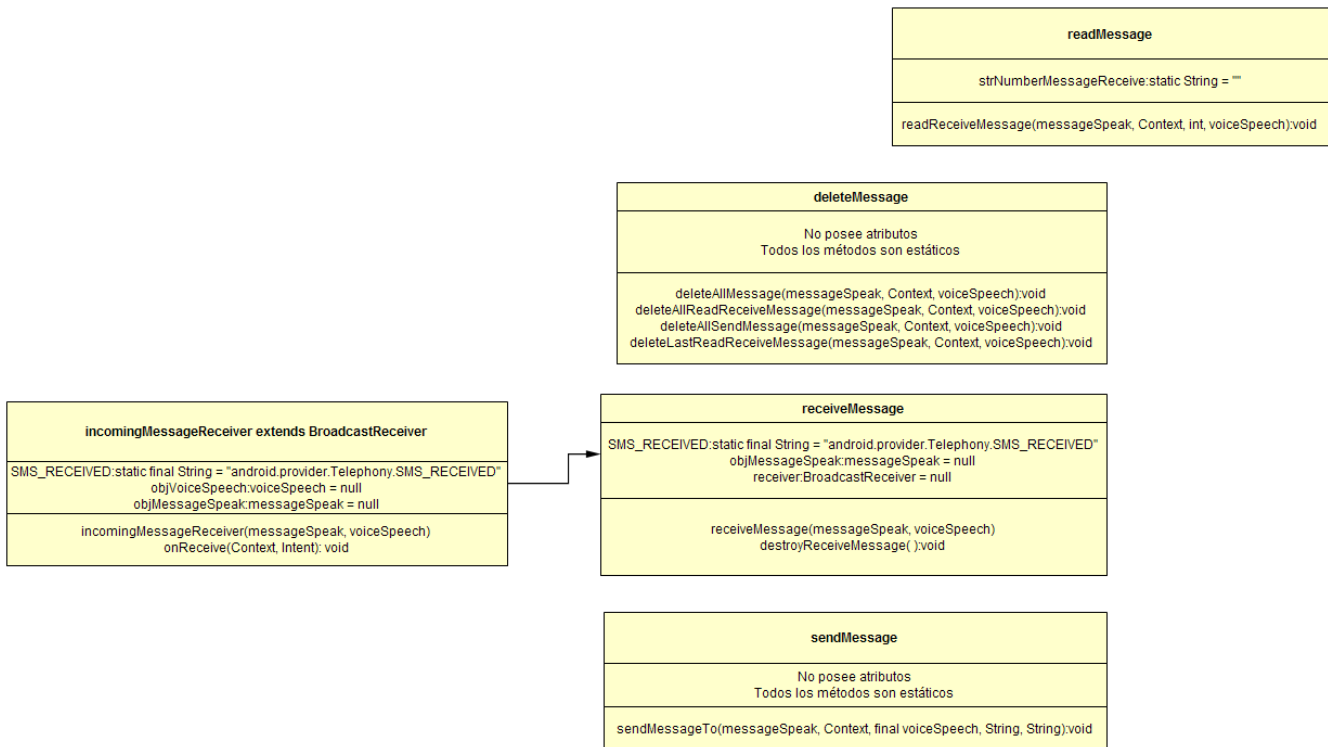 readMessage
strNumberMessageReceive:static String = ""
readReceiveMessage(messageSpeak, Context, int, voiceSpeech):void
deleteMessage
No posee atributos
Todos los métodos son estáticos
deleteAllMessage(messageSpeak, Context, voiceSpeech):void
deleteAllReadReceiveMessage(messageSpeak, Context, voiceSpeech):void
deleteAllSendMessage(messageSpeak, Context, voiceSpeech):void
deleteLastReadReceiveMessage(messageSpeak, Context, voiceSpeech):void
incomingMessageReceiver extends BroadcastReceiver
SMS_RECEIVED:static final String = "android.provider.Telephony.SMS_RECEIVED"
objVoiceSpeech:voiceSpeech = null
objMessageSpeak:messageSpeak = null
incomingMessageReceiver(messageSpeak, voiceSpeech)
onReceive(Context, Intent): void
receiveMessage
SMS_RECEIVED:static final String = "android.provider.Telephony.SMS_RECEIVED"
objMessageSpeak:messageSpeak = null
receiver:BroadcastReceiver = null
receiveMessage(messageSpeak, voiceSpeech)
destroyReceiveMessage( ):void
sendMessage
No posee atributos
Todos los métodos son estáticos
sendMessageTo(messageSpeak, Context, final voiceSpeech, String, String):void